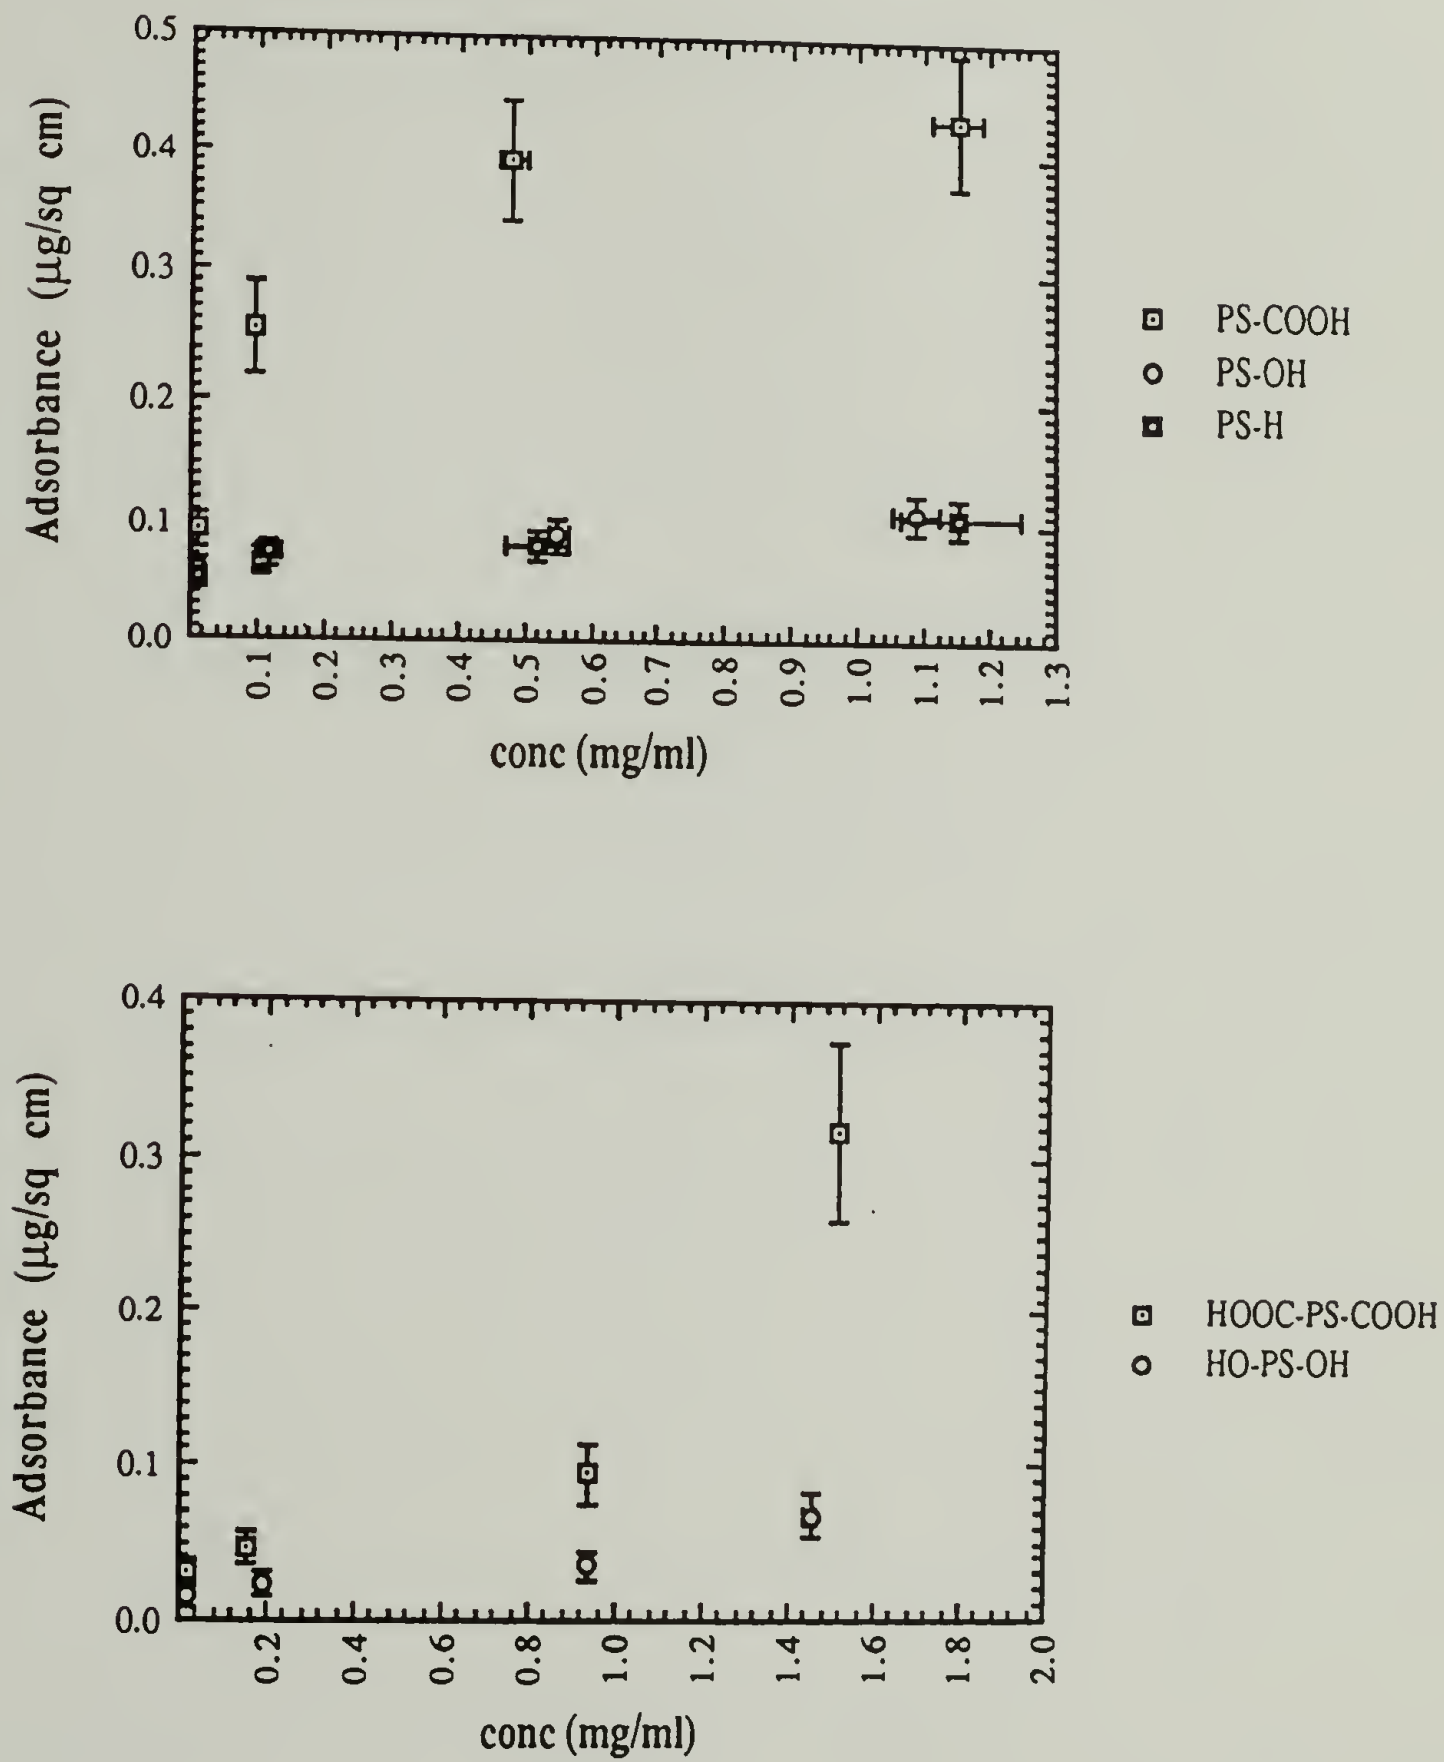 0.5
0.4
0.3
0.2
0.1
0.0
Adsorbance (µg/sq cm)
0.1 0.2 0.3 0.4 0.5 0.6 0.7 0.8 0.9 1.0 1.1 1.2 1.3
conc (mg/ml)
PS-COOH
PS-OH
PS-H
0.4
0.3
0.2
0.1
0.0
Adsorbance (µg/sq cm)
0.2 0.4 0.6 0.8 1.0 1.2 1.4 1.6 1.8 2.0
conc (mg/ml)
HOOC-PS-COOH
HO-PS-OH